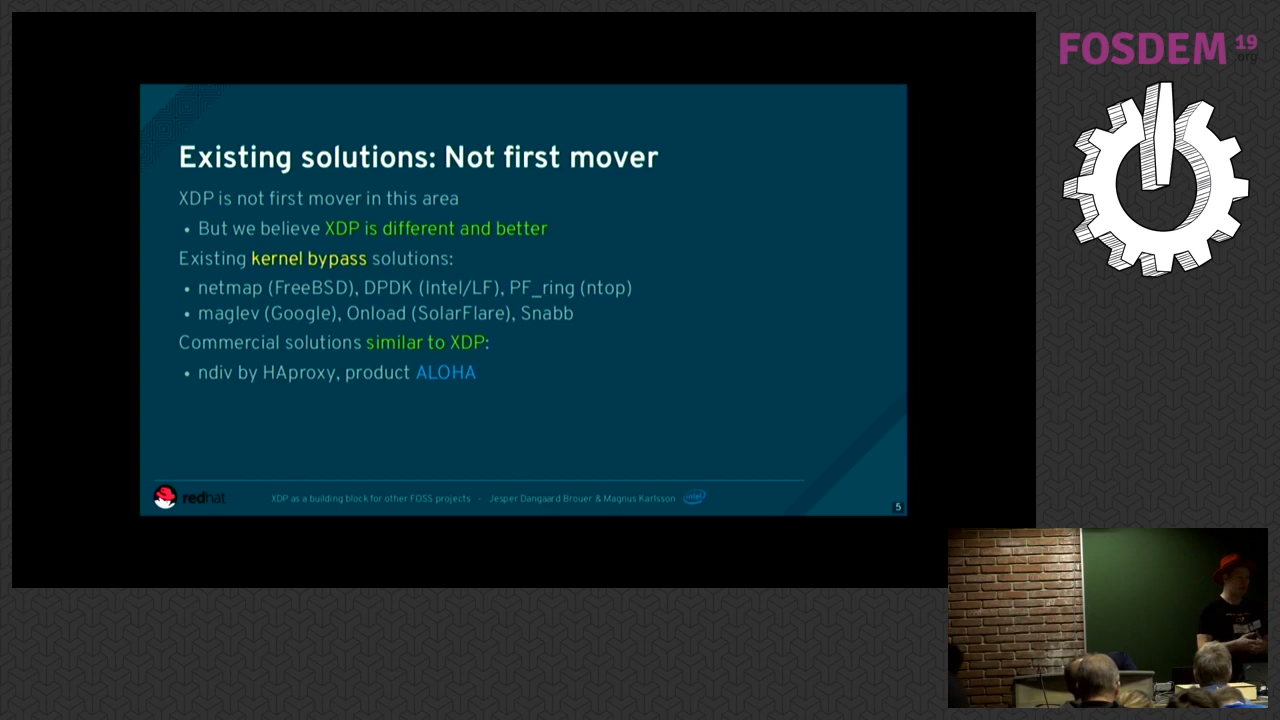 FOSDEM 19
.org
Existing solutions: Not first mover
XDP is not first mover in this area
• But we believe XDP is different and better
Existing kernel bypass solutions:
• netmap (FreeBSD), DPDK (Intel/LF), PF_ring (ntop)
• maglev (Google), Onload (SolarFlare), Snabb
Commercial solutions similar to XDP:
• ndiv by HAproxy, product ALOHA
redhat
XDP as a building block for other FOSS projects - Jesper Dangaard Brouer & Magnus Karlsson
intel
5